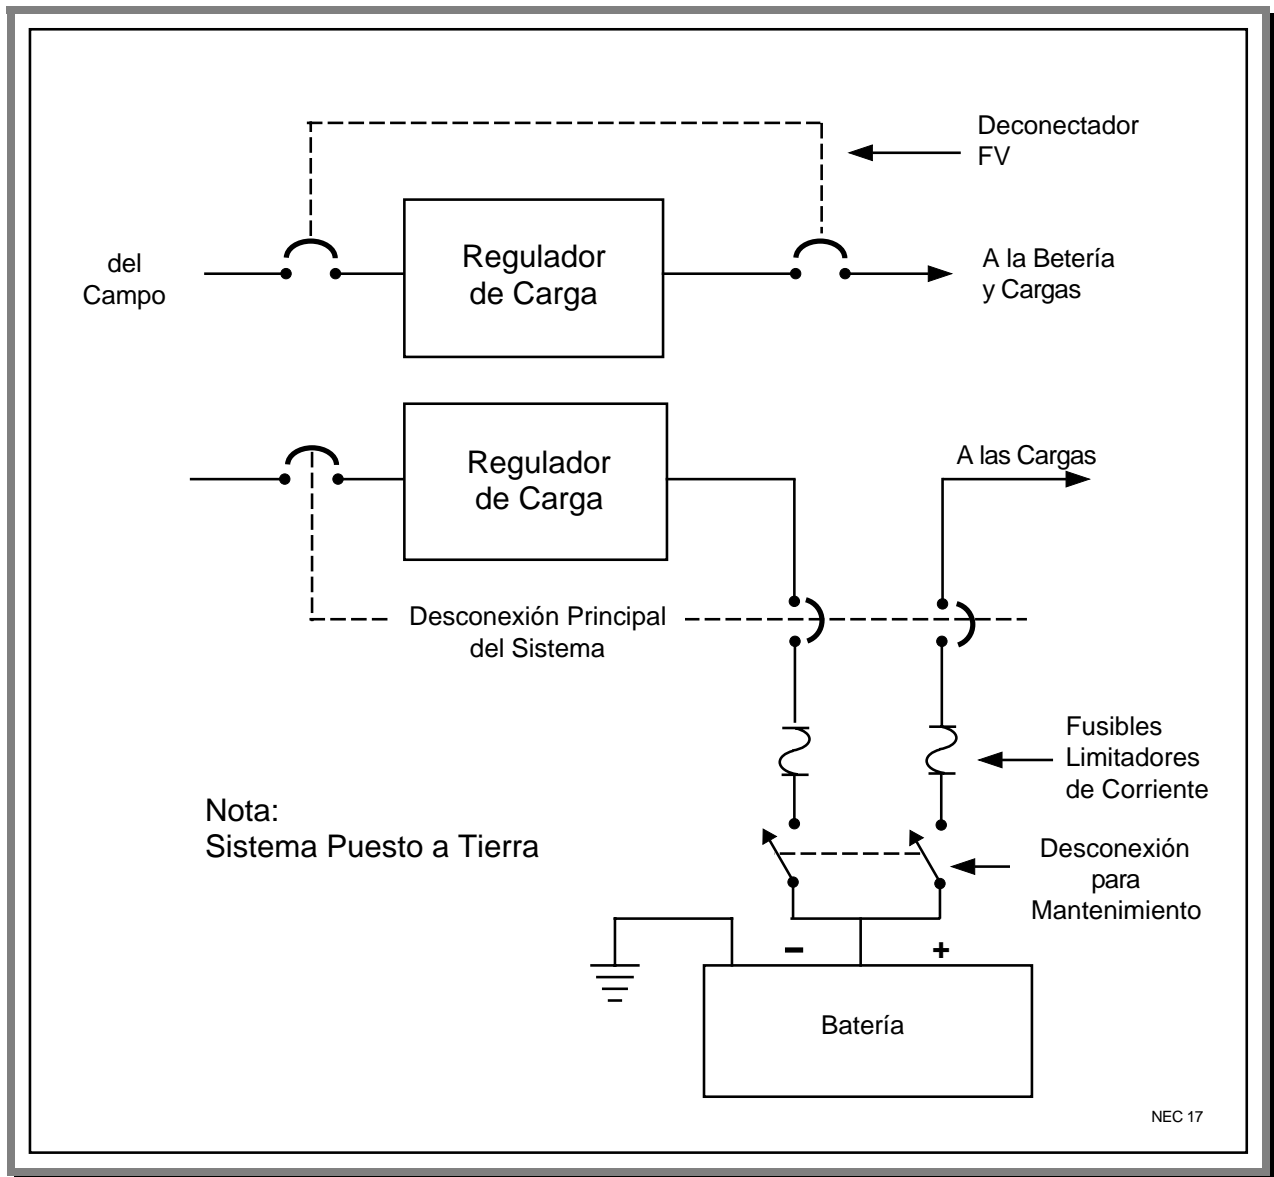 Deconectador
FV
del
Campo
Regulador
de Carga
A la Betería
y Cargas
Regulador
de Carga
A las Cargas
Desconexión Principal
del Sistema
Fusibles
Limitadores
de Corriente
Nota:
Sistema Puesto a Tierra
Desconexión
para
Mantenimiento
– +
Batería
NEC 17